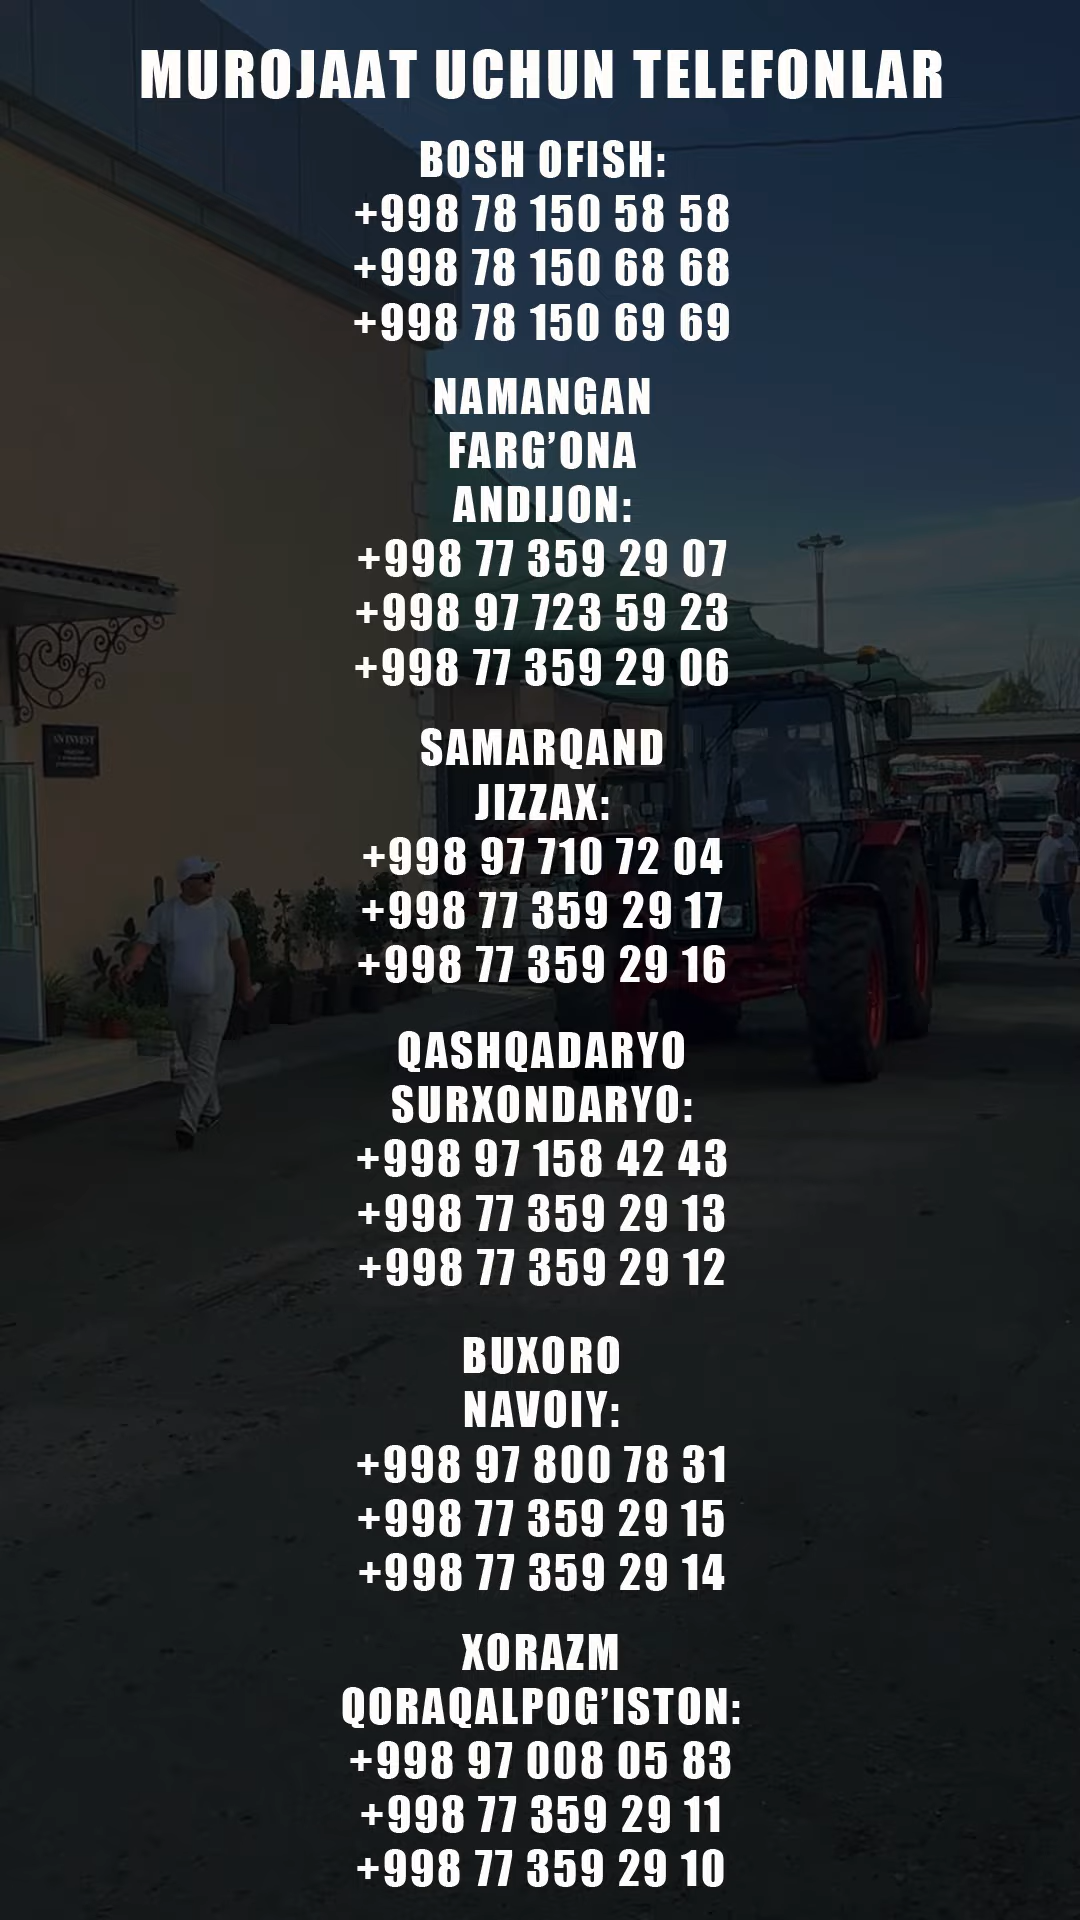 MUROJAAT UCHUN TELEFONLAR
BOSH OFISH:
+998 78 150 58 58
+998 78 150 68 68
+998 78 150 69 69
NAMANGAN
FARG’ONA
ANDIJON:
+998 77 359 29 07
+998 97 723 59 23
+998 77 359 29 06
SAMARQAND
JIZZAX:
+998 97 710 72 04
+998 77 359 29 17
+998 77 359 29 16
QASHQADARYO
SURXONDARYO:
+998 97 158 42 43
+998 77 359 29 13
+998 77 359 29 12
BUXORO
NAVOIY:
+998 97 800 78 31
+998 77 359 29 15
+998 77 359 29 14
XORAZM
QORAQALPOG’ISTON:
+998 97 008 05 83
+998 77 359 29 11
+998 77 359 29 10
INVEST